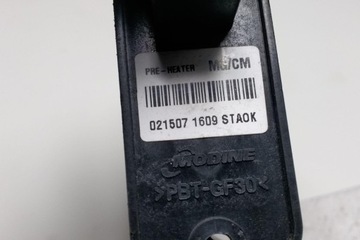 PRE-HEATER MG/CM
021507 1609 STAOK
MODINE
>PBT-GF30<